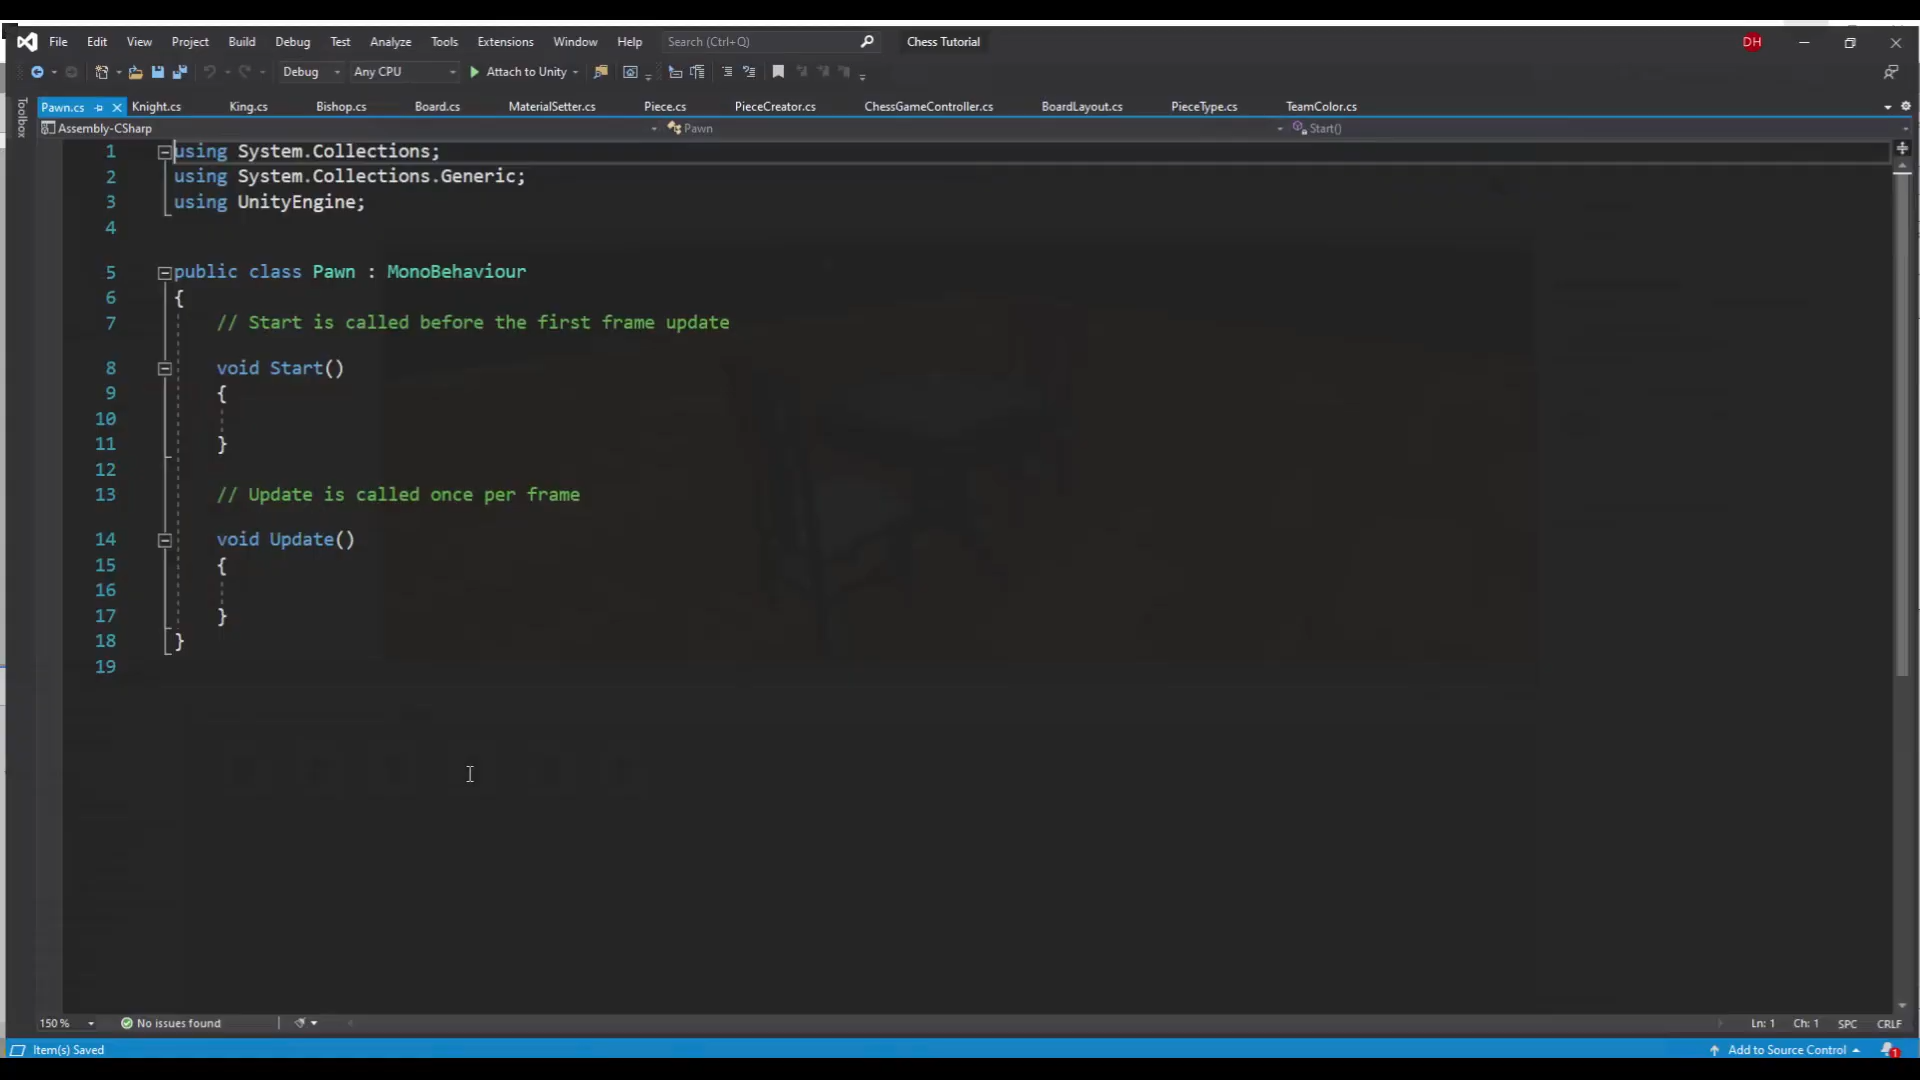 File Edit View Project Build Debug Test Analyze Tools Extensions Window Help Search (Ctrl+Q) Chess Tutorial DH
Debug Any CPU Attach to Unity
Toolbox
Pawn.cs Knight.cs King.cs Bishop.cs Board.cs MaterialSetter.cs Piece.cs PieceCreator.cs ChessGameController.cs BoardLayout.cs PieceType.cs TeamColor.cs
Assembly-CSharp Pawn Start()
1 using System.Collections;
2 using System.Collections.Generic;
3 using UnityEngine;
4
5 public class Pawn : MonoBehaviour
6 {
7 // Start is called before the first frame update
8 void Start()
9 {
10
11 }
12
13 // Update is called once per frame
14 void Update()
15 {
16
17 }
18 }
19
150 % No issues found Ln: 1 Ch: 1 SPC CRLF
Item(s) Saved Add to Source Control 1